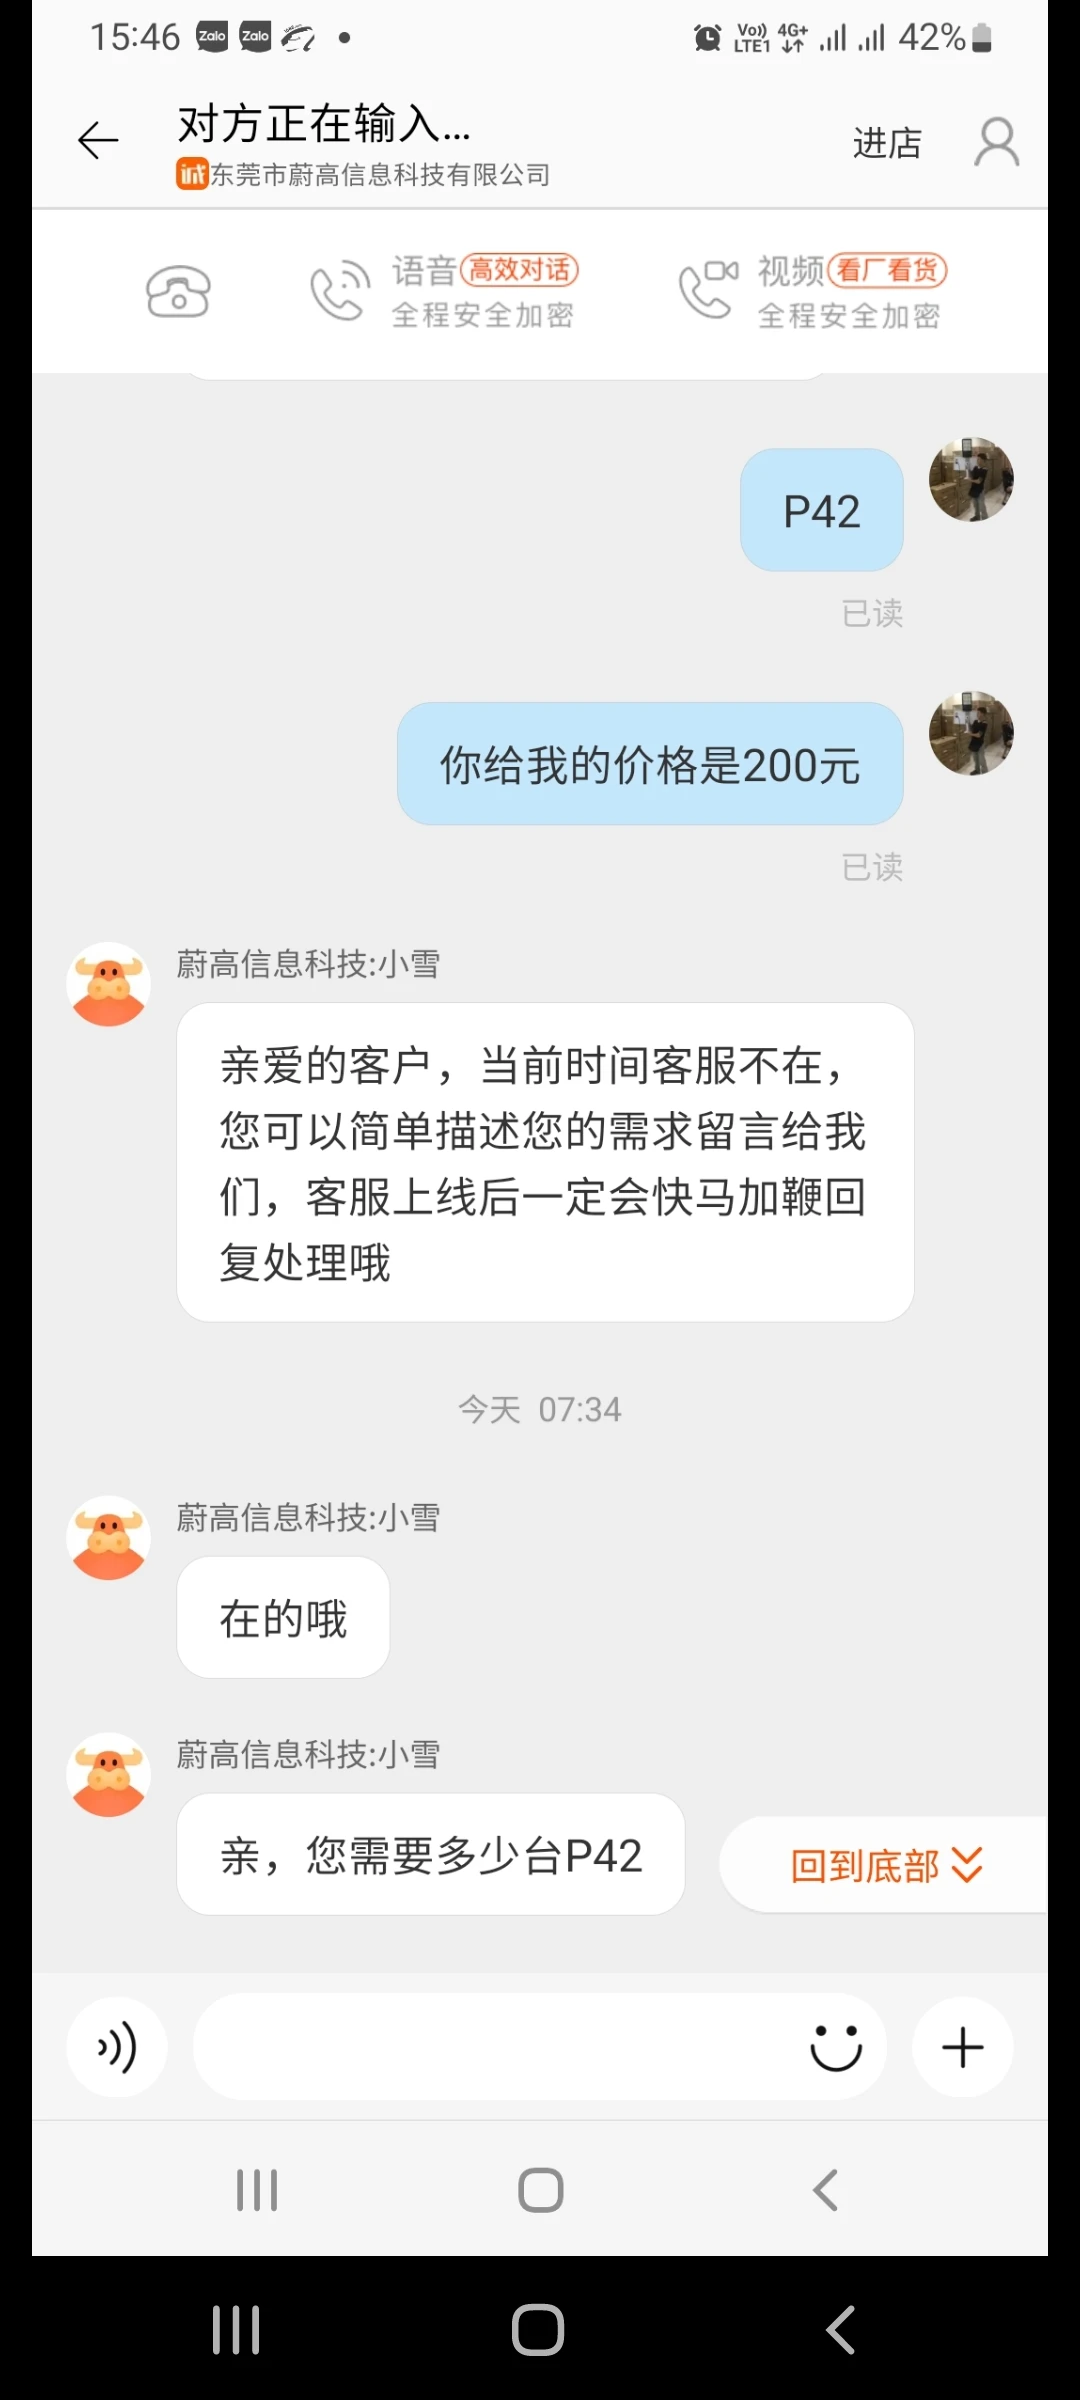 15:46 Zalo Zalo Vo)) LTE1 4G+ 42%
对方正在输入...
进店
诚东莞市蔚高信息科技有限公司
语音 高效对话
全程安全加密
视频 看厂看货
全程安全加密
P42
已读
你给我的价格是200元
已读
蔚高信息科技:小雪
亲爱的客户，当前时间客服不在，
您可以简单描述您的需求留言给我
们，客服上线后一定会快马加鞭回
复处理哦
今天 07:34
蔚高信息科技:小雪
在的哦
蔚高信息科技:小雪
亲，您需要多少台P42
回到底部